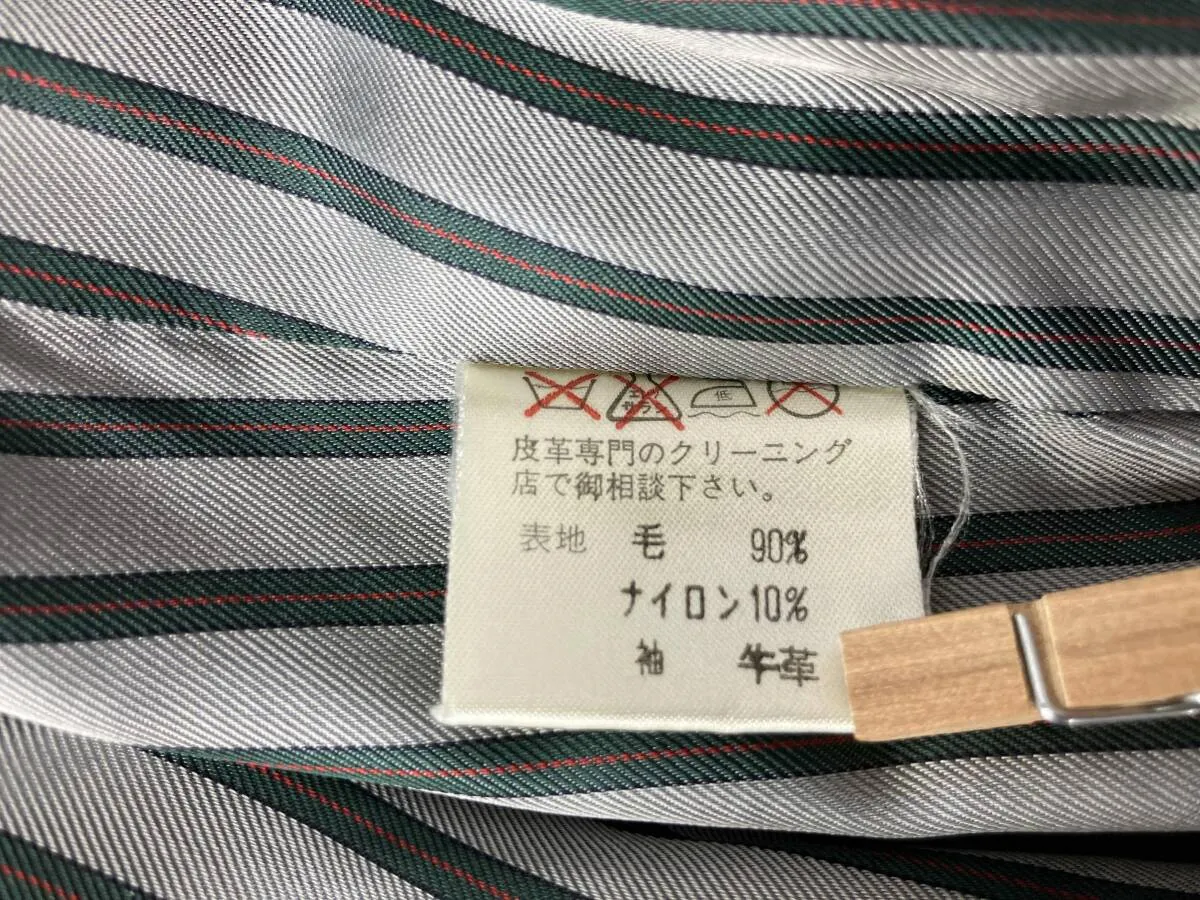 低
皮革専門のクリーニング
店で御相談下さい。
表地 毛 90%
ナイロン10%
袖 牛革